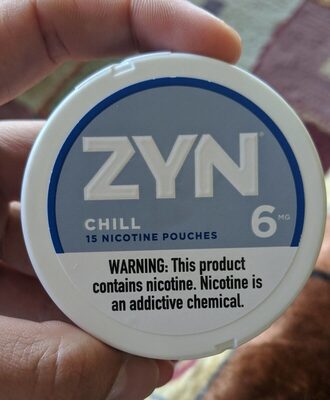 ZYN®
CHILL
15 NICOTINE POUCHES
6 MG
WARNING: This product
contains nicotine. Nicotine is
an addictive chemical.